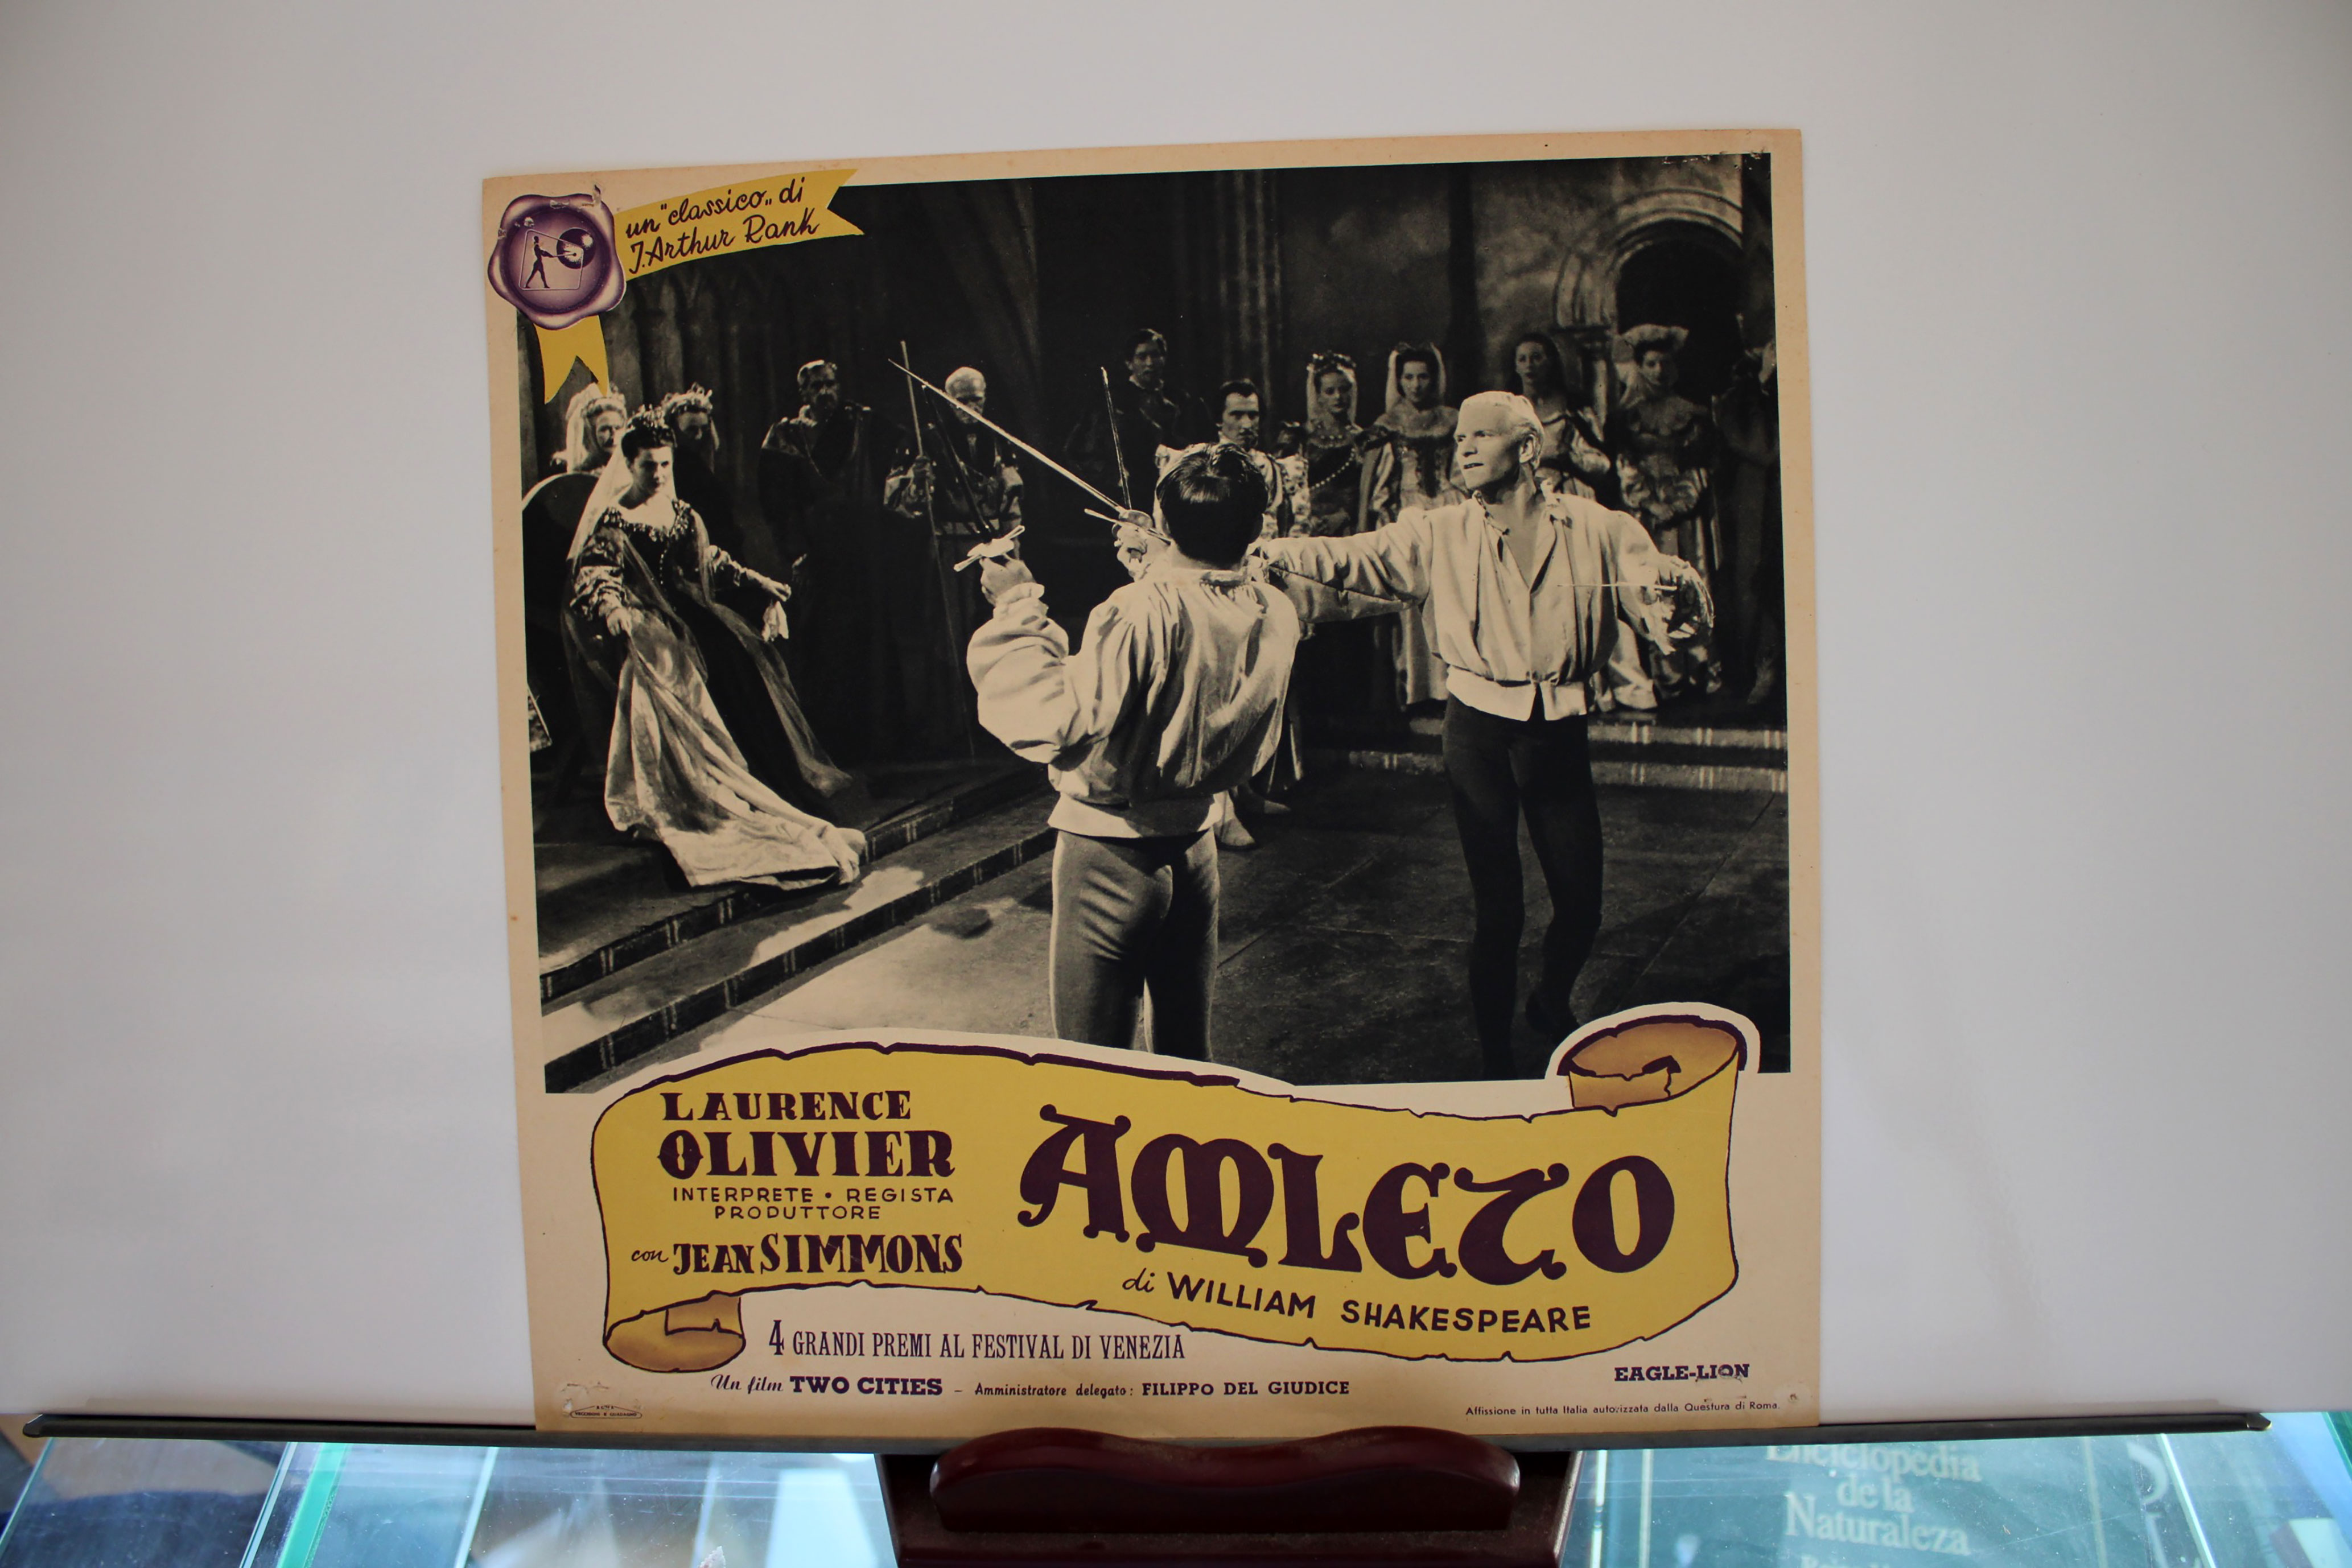 un "classico" di
J. Arthur Rank
LAURENCE
OLIVIER
INTERPRETE • REGISTA
PRODUTTORE
con JEAN SIMMONS
AMLETO
di WILLIAM SHAKESPEARE
4 GRANDI PREMI AL FESTIVAL DI VENEZIA
Un film TWO CITIES – Amministratore delegato: FILIPPO DEL GIUDICE
EAGLE-LION
Affissione in tutta Italia autorizzata dalla Questura di Roma.
Enciclopedia
de la
Naturaleza